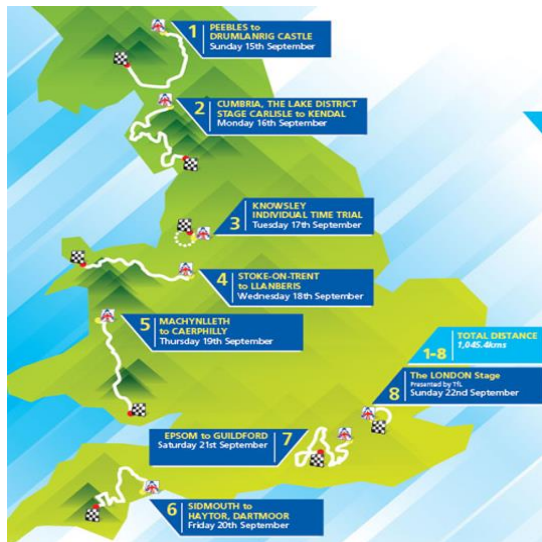 1
PEEBLES to
DRUMLANRIG CASTLE
Sunday 15th September
2
CUMBRIA, THE LAKE DISTRICT
STAGE CARLISLE to KENDAL
Monday 16th September
3
KNOWSLEY
INDIVIDUAL TIME TRIAL
Tuesday 17th September
4
STOKE-ON-TRENT
to LLANBERIS
Wednesday 18th September
5
MACHYNLLETH
to CAERPHILLY
Thursday 19th September
1-8
TOTAL DISTANCE
1,045.4kms
8
The LONDON Stage
Presented by TfL
Sunday 22nd September
EPSOM to GUILDFORD
Saturday 21st September
7
6
SIDMOUTH to
HAYTOR, DARTMOOR
Friday 20th September